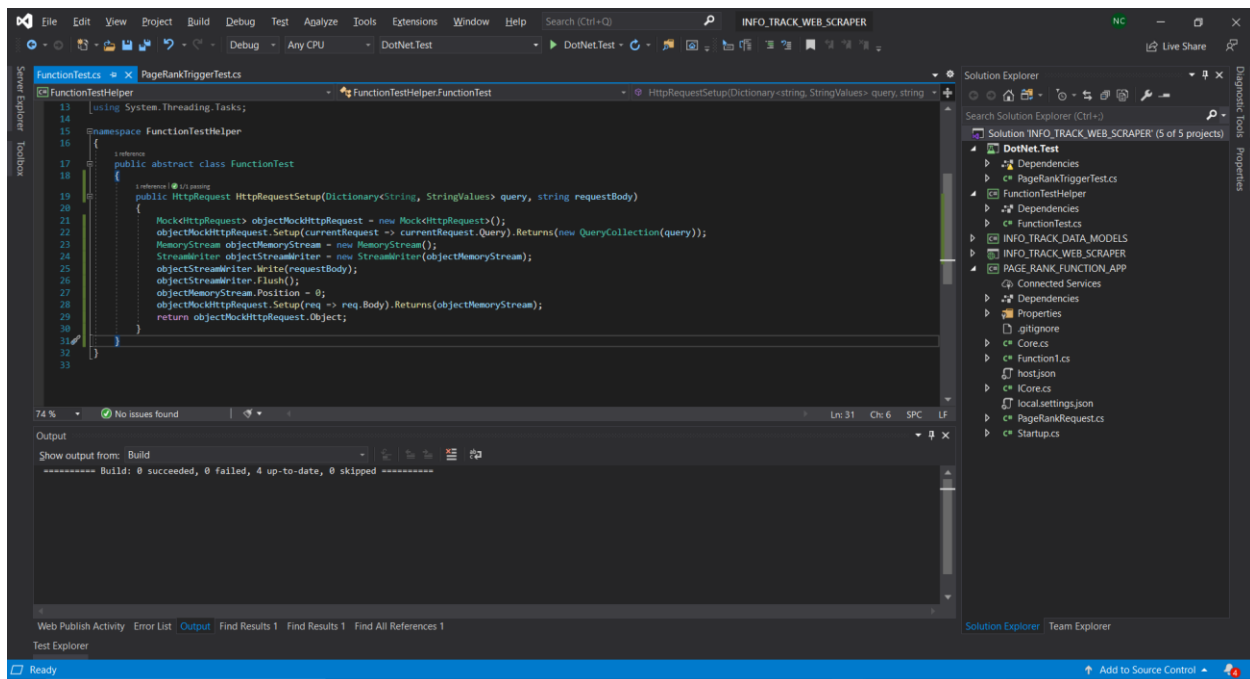 File Edit View Project Build Debug Test Analyze Tools Extensions Window Help Search (Ctrl+Q) INFO_TRACK_WEB_SCRAPER NC
Debug Any CPU DotNet.Test DotNet.Test Live Share
Server Explorer
Toolbox
FunctionTest.cs PageRankTriggerTest.cs
FunctionTestHelper FunctionTestHelper.FunctionTest HttpRequestSetup(Dictionary<string, StringValues> query, string
13 using System.Threading.Tasks;
14
15 namespace FunctionTestHelper
16 {
1 reference
17 public abstract class FunctionTest
18 {
1 reference | 1/1 passing
19 public HttpRequest HttpRequestSetup(Dictionary<String, StringValues> query, string requestBody)
20 {
21 Mock<HttpRequest> objectMockHttpRequest = new Mock<HttpRequest>();
22 objectMockHttpRequest.Setup(currentRequest => currentRequest.Query).Returns(new QueryCollection(query));
23 MemoryStream objectMemoryStream = new MemoryStream();
24 StreamWriter objectStreamWriter = new StreamWriter(objectMemoryStream);
25 objectStreamWriter.Write(requestBody);
26 objectStreamWriter.Flush();
27 objectMemoryStream.Position = 0;
28 objectMockHttpRequest.Setup(req => req.Body).Returns(objectMemoryStream);
29 return objectMockHttpRequest.Object;
30 }
31 }
32 }
33
74 % No issues found Ln: 31 Ch: 6 SPC LF
Output
Show output from: Build
========== Build: 0 succeeded, 0 failed, 4 up-to-date, 0 skipped ==========
Web Publish Activity Error List Output Find Results 1 Find Results 1 Find All References 1
Test Explorer
Solution Explorer
Search Solution Explorer (Ctrl+;)
Solution 'INFO_TRACK_WEB_SCRAPER' (5 of 5 projects)
DotNet.Test
Dependencies
C# PageRankTriggerTest.cs
C# FunctionTestHelper
Dependencies
C# FunctionTest.cs
C# INFO_TRACK_DATA_MODELS
INFO_TRACK_WEB_SCRAPER
C# PAGE_RANK_FUNCTION_APP
Connected Services
Dependencies
Properties
.gitignore
C# Core.cs
C# Function1.cs
host.json
C# ICore.cs
local.settings.json
C# PageRankRequest.cs
C# Startup.cs
Solution Explorer Team Explorer
Diagnostic Tools
Properties
Ready Add to Source Control 4